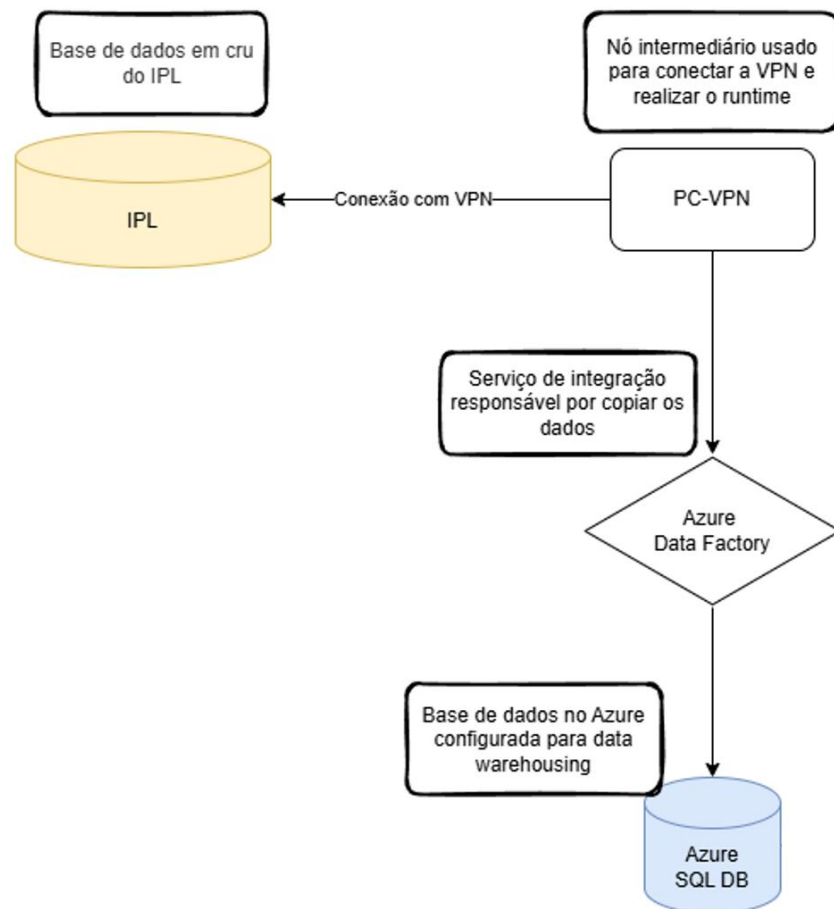 Base de dados em cru
do IPL
Nó intermediário usado
para conectar a VPN e
realizar o runtime
IPL
Conexão com VPN
PC-VPN
Serviço de integração
responsável por copiar os
dados
Azure
Data Factory
Base de dados no Azure
configurada para data
warehousing
Azure
SQL DB